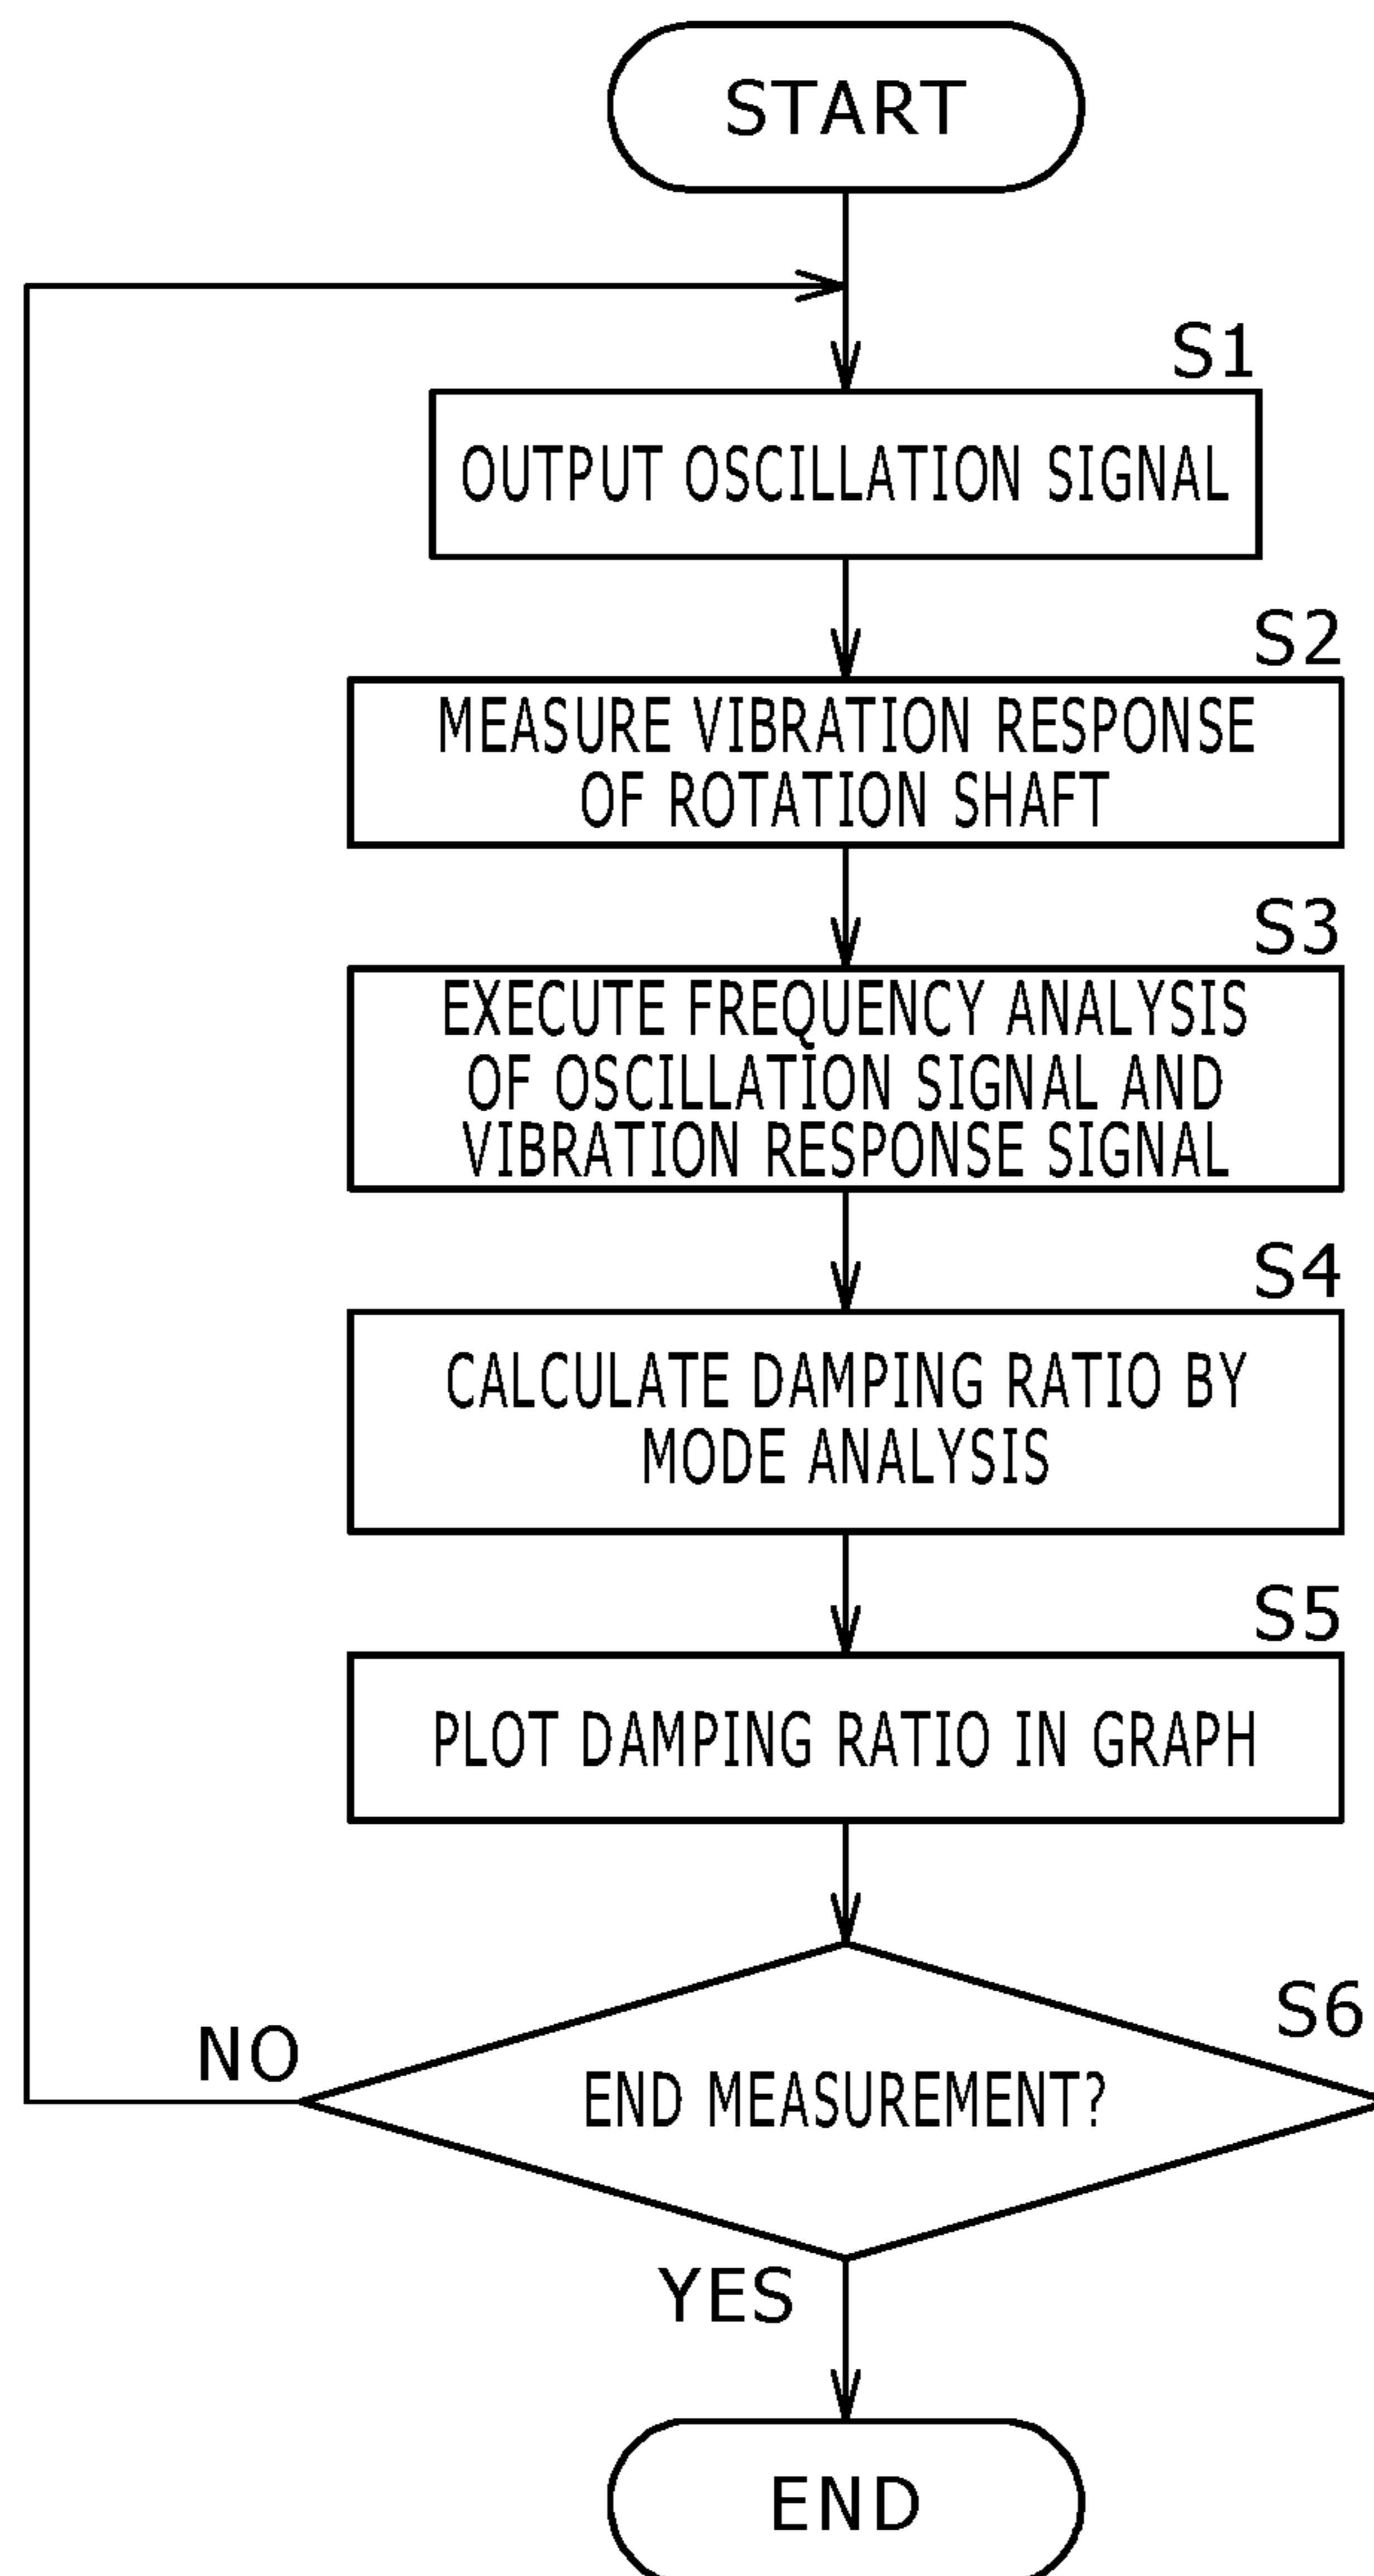 START
S1
OUTPUT OSCILLATION SIGNAL
S2
MEASURE VIBRATION RESPONSE
OF ROTATION SHAFT
S3
EXECUTE FREQUENCY ANALYSIS
OF OSCILLATION SIGNAL AND
VIBRATION RESPONSE SIGNAL
S4
CALCULATE DAMPING RATIO BY
MODE ANALYSIS
S5
PLOT DAMPING RATIO IN GRAPH
S6
NO
END MEASUREMENT?
YES
END